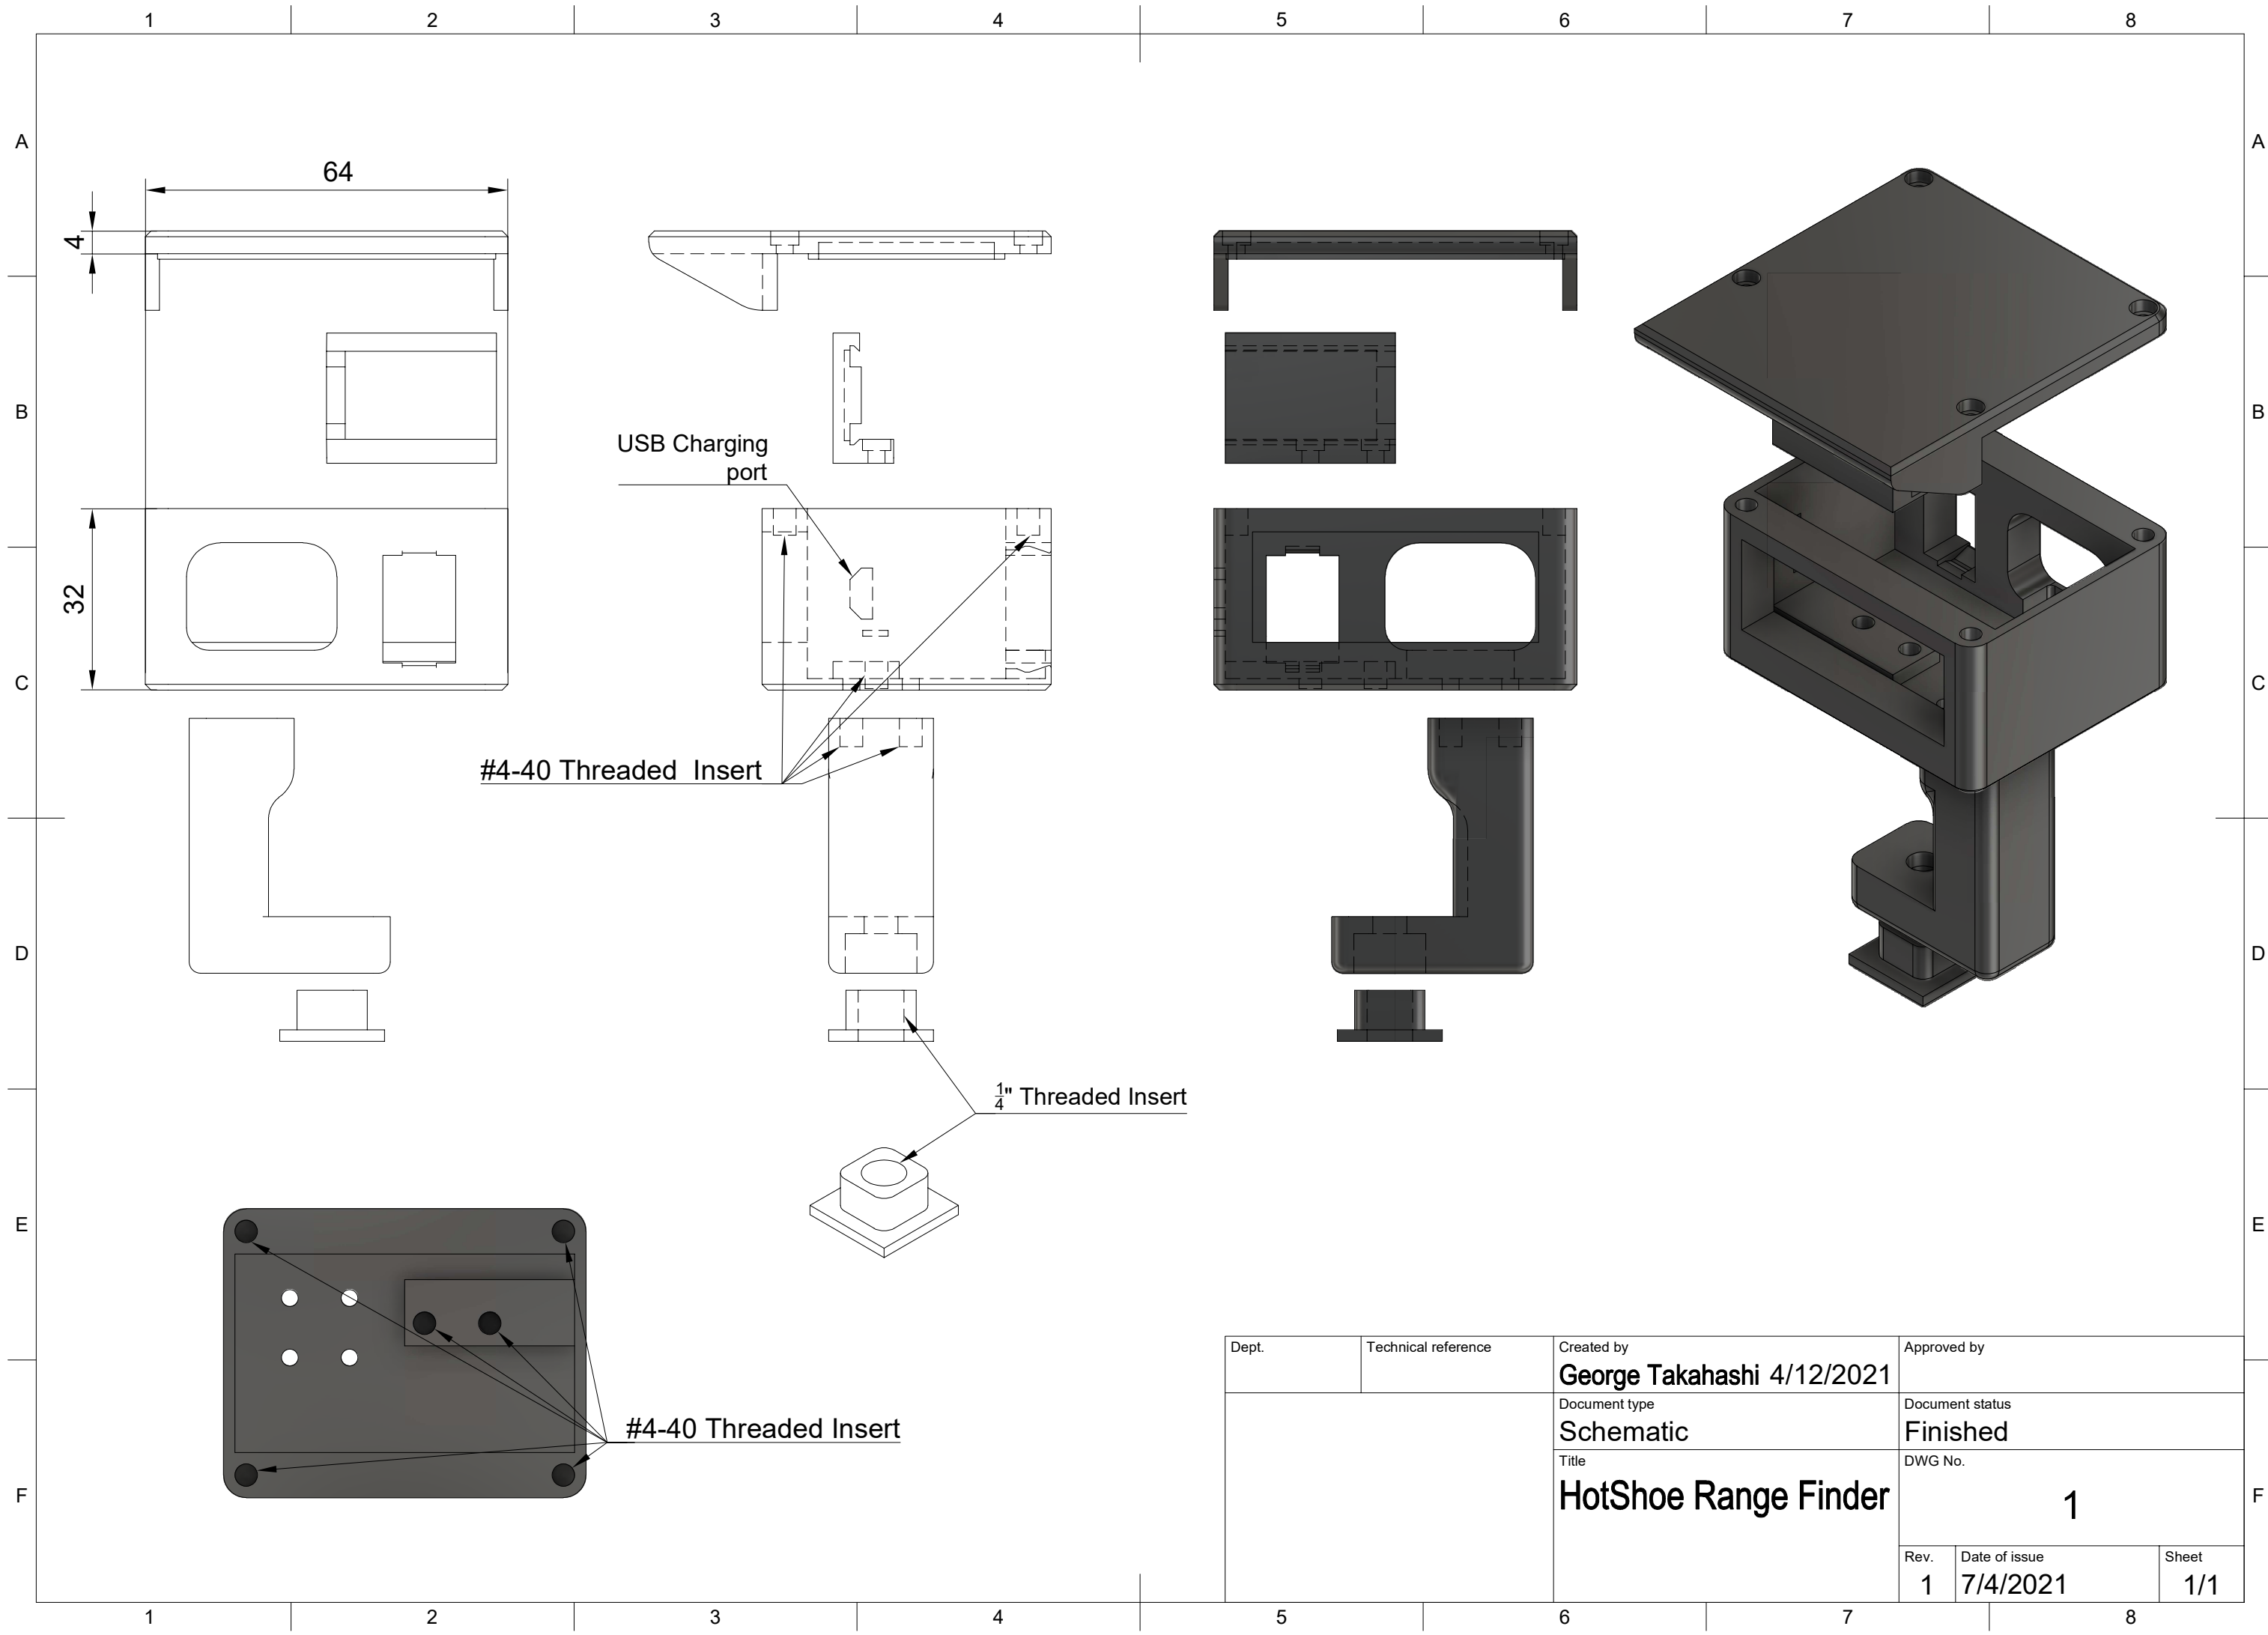 1 2 3 4 5 6 7 8
A A
64
4
B B
USB Charging
port
32
C C
#4-40 Threaded Insert
D D
1/4" Threaded Insert
E E
#4-40 Threaded Insert
Dept. Technical reference Created by Approved by
George Takahashi 4/12/2021
Document type Document status
Schematic Finished
Title DWG No.
HotShoe Range Finder
1
F F
Rev. Date of issue Sheet
1 7/4/2021 1/1
1 2 3 4 5 6 7 8